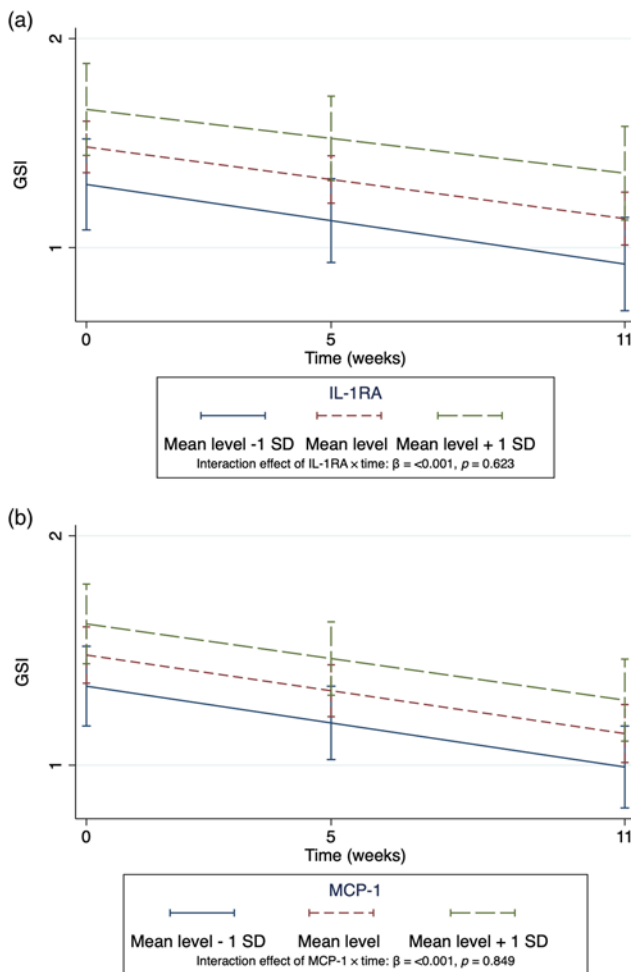 (a)
2
GSI
1
0 5 11
Time (weeks)
IL-1RA
Mean level -1 SD Mean level Mean level + 1 SD
Interaction effect of IL-1RA × time: β = <0.001, p = 0.623
(b)
2
GSI
1
0 5 11
Time (weeks)
MCP-1
Mean level - 1 SD Mean level Mean level + 1 SD
Interaction effect of MCP-1 × time: β = <0.001, p = 0.849